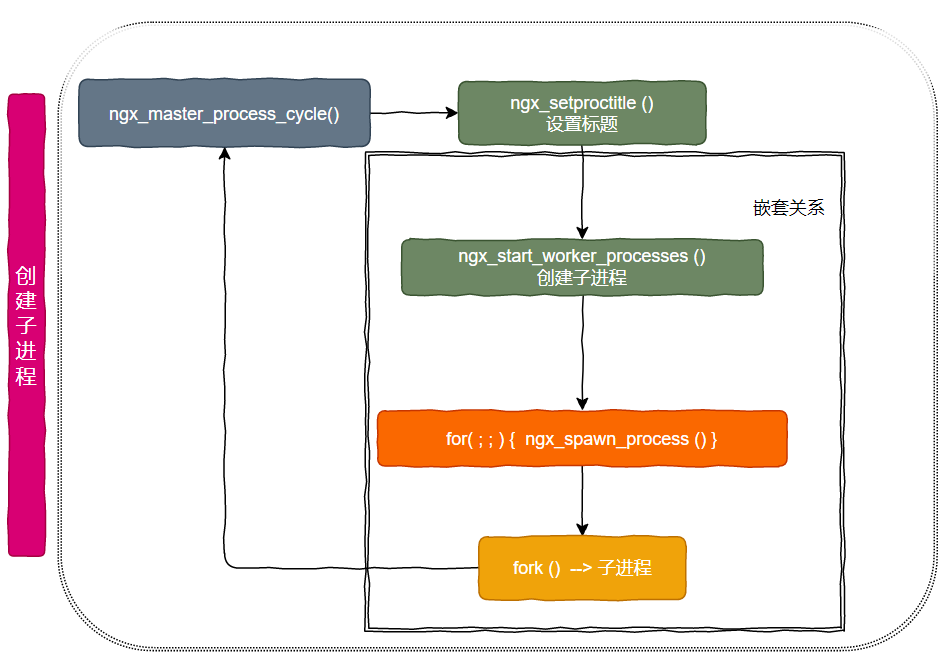 创建子进程
ngx_master_process_cycle()
ngx_setproctitle ()
设置标题
嵌套关系
ngx_start_worker_processes ()
创建子进程
for( ; ; ) {  ngx_spawn_process () }
fork ()  --> 子进程